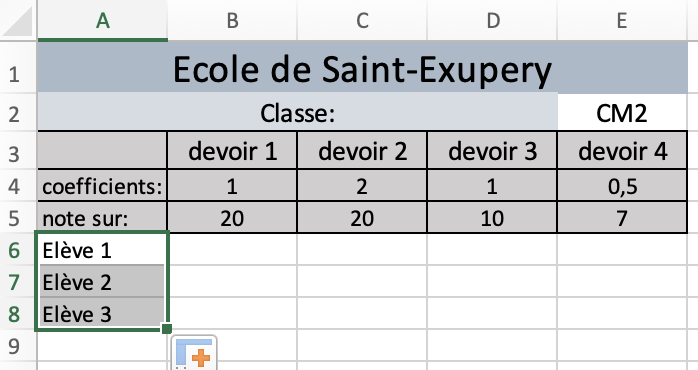 A B C D E
1 Ecole de Saint-Exupery
2 Classe: CM2
3 devoir 1 devoir 2 devoir 3 devoir 4
4 coefficients: 1 2 1 0,5
5 note sur: 20 20 10 7
6 Elève 1
7 Elève 2
8 Elève 3
9